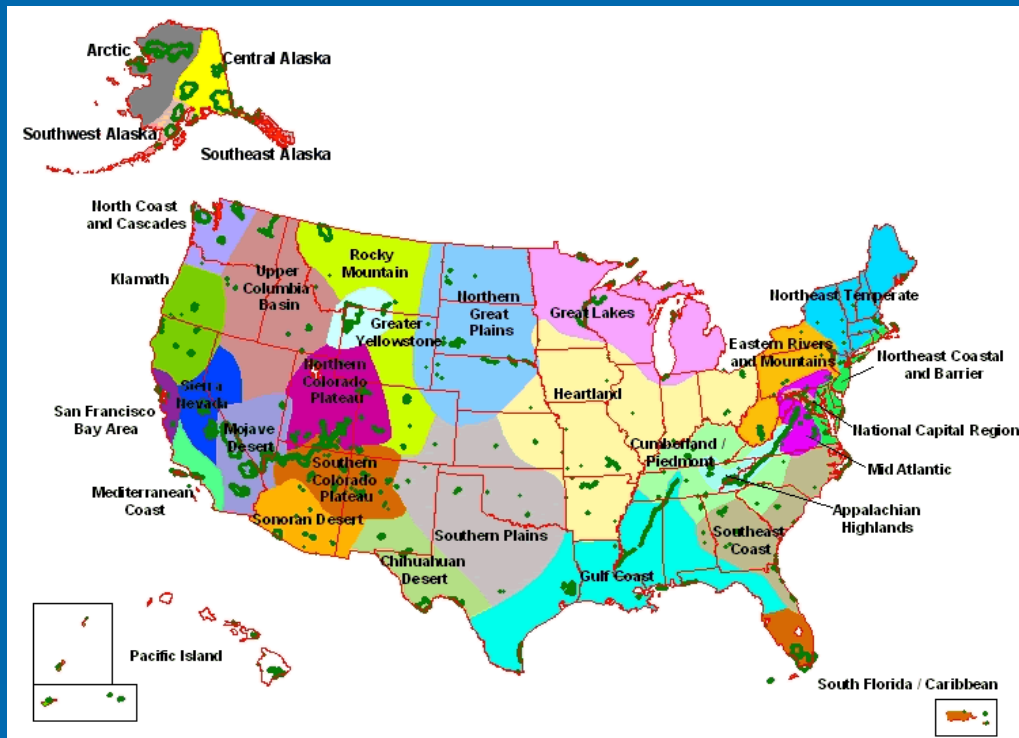 Arctic
Central Alaska
Southwest Alaska
Southeast Alaska
North Coast
and Cascades
Klamath
Upper
Columbia
Basin
Rocky
Mountain
Northern
Great
Plains
Great Lakes
Northeast Temperate
Greater
Yellowstone
Eastern Rivers
and Mountains
Northeast Coastal
and Barrier
Northern
Colorado
Plateau
Sierra
Nevada
Heartland
San Francisco
Bay Area
Mojave
Desert
National Capital Region
Cumberland /
Piedmont
Mid Atlantic
Southern
Colorado
Plateau
Mediterranean
Coast
Appalachian
Highlands
Sonoran Desert
Southern Plains
Southeast
Coast
Chihuahuan
Desert
Gulf Coast
Pacific Island
South Florida / Caribbean